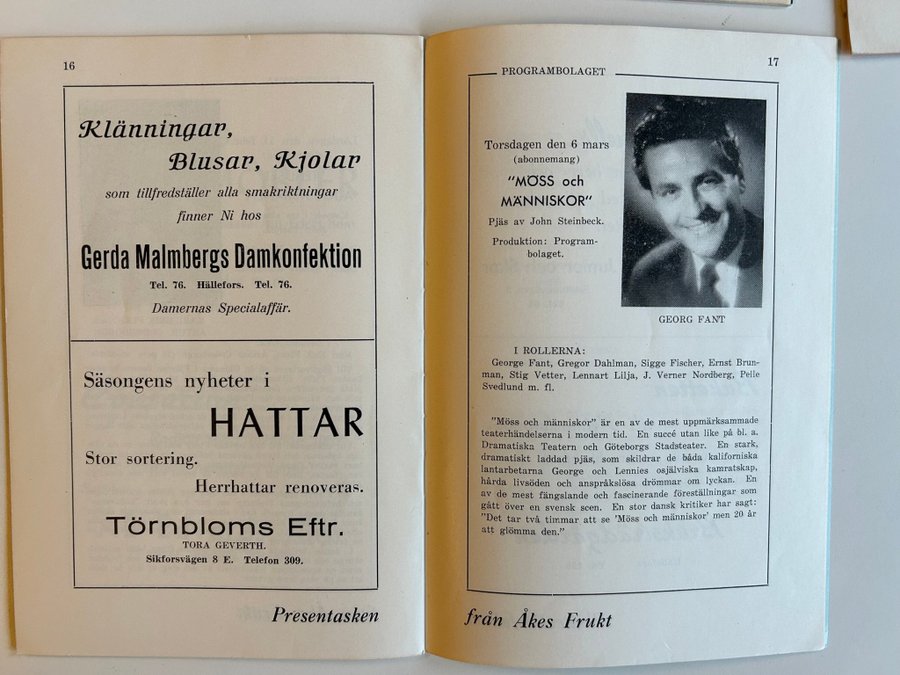 16
Klänningar,
Blusar, Kjolar
som tillfredställer alla smakriktningar
finner Ni hos
Gerda Malmbergs Damkonfektion
Tel. 76. Hällefors. Tel. 76.
Damernas Specialaffär.
Säsongens nyheter i
HATTAR
Stor sortering.
Herrhattar renoveras.
Törnbloms Eftr.
TORA GEVERTH.
Sikforsvägen 8 E. Telefon 309.
Presentasken
17
PROGRAMBOLAGET
Torsdagen den 6 mars
(abonnemang)
"MÖSS och
MÄNNISKOR"
Pjäs av John Steinbeck.
Produktion: Program-
bolaget.
GEORG FANT
I ROLLERNA:
George Fant, Gregor Dahlman, Sigge Fischer, Ernst Brun-
man, Stig Vetter, Lennart Lilja, J. Verner Nordberg, Pelle
Svedlund m. fl.
"Möss och människor" är en av de mest uppmärksammade
teaterhändelserna i modern tid. En succé utan like på bl. a.
Dramatiska Teatern och Göteborgs Stadsteater. En stark,
dramatiskt laddad pjäs, som skildrar de båda kaliforniska
lantarbetarna George och Lennies osjälviska kamratskap,
hårda livsöden och anspråkslösa drömmar om lyckan. En
av de mest fängslande och fascinerande föreställningar som
gått över en svensk scen. En stor dansk kritiker har sagt:
"Det tar två timmar att se 'Möss och människor' men 20 år
att glömma den."
från Åkes Frukt